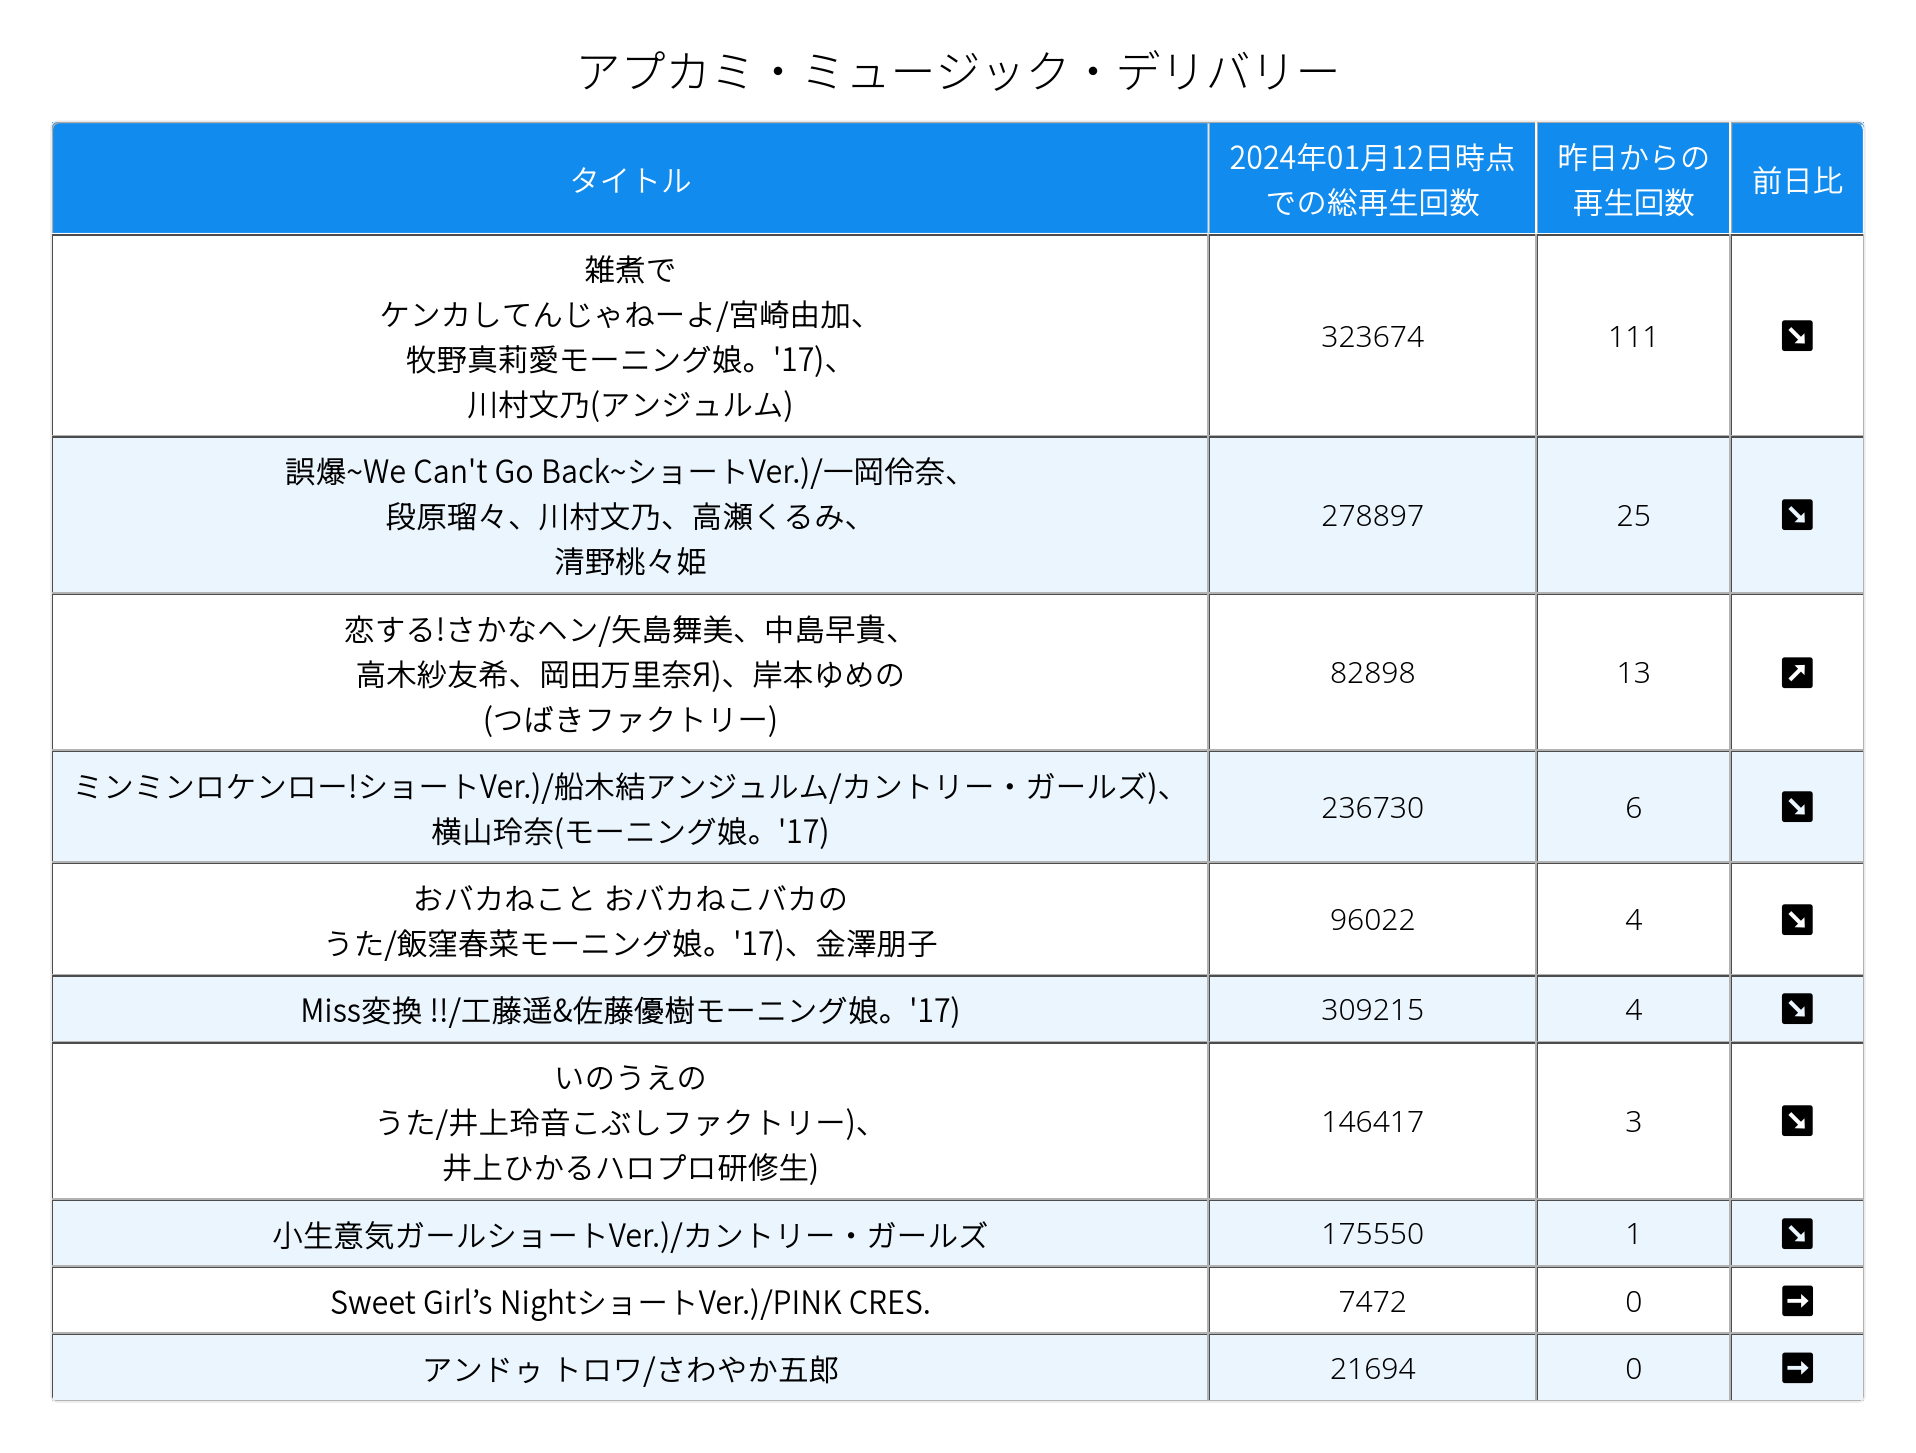 アプカミ・ミュージック・デリバリー
タイトル
2024年01月12日時点
での総再生回数
昨日からの
再生回数
前日比
雑煮で
ケンカしてんじゃねーよ/宮崎由加、
牧野真莉愛モーニング娘。'17)、
川村文乃(アンジュルム)
323674
111
誤爆~We Can't Go Back~ショートVer.)/一岡伶奈、
段原瑠々、川村文乃、高瀬くるみ、
清野桃々姫
278897
25
恋する!さかなヘン/矢島舞美、中島早貴、
高木紗友希、岡田万里奈Я)、岸本ゆめの
(つばきファクトリー)
82898
13
ミンミンロケンロー!ショートVer.)/船木結アンジュルム/カントリー・ガールズ)、
横山玲奈(モーニング娘。'17)
236730
6
おバカねこと おバカねこバカの
うた/飯窪春菜モーニング娘。'17)、金澤朋子
96022
4
Miss変換 !!/工藤遥&佐藤優樹モーニング娘。'17)
309215
4
いのうえの
うた/井上玲音こぶしファクトリー)、
井上ひかるハロプロ研修生)
146417
3
小生意気ガールショートVer.)/カントリー・ガールズ
175550
1
Sweet Girl’s NightショートVer.)/PINK CRES.
7472
0
アンドゥ トロワ/さわやか五郎
21694
0